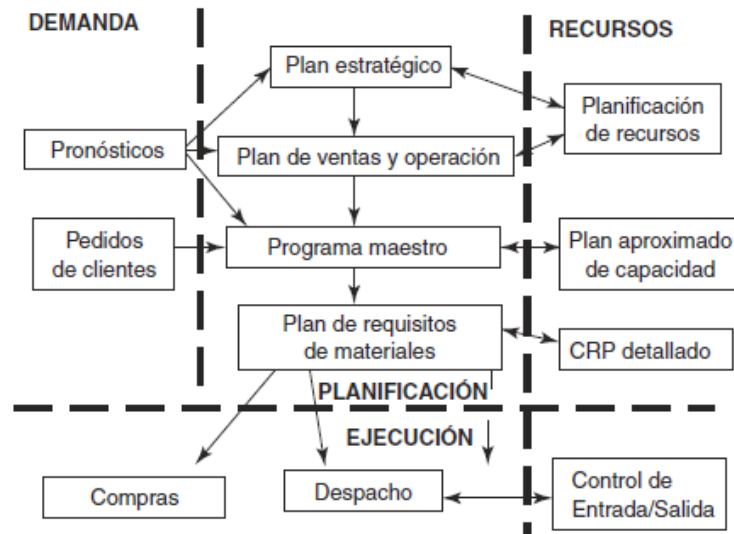 DEMANDA
RECURSOS
Plan estratégico
Planificación
de recursos
Pronósticos
Plan de ventas y operación
Pedidos
de clientes
Programa maestro
Plan aproximado
de capacidad
Plan de requisitos
de materiales
CRP detallado
PLANIFICACIÓN
EJECUCIÓN
Compras
Despacho
Control de
Entrada/Salida